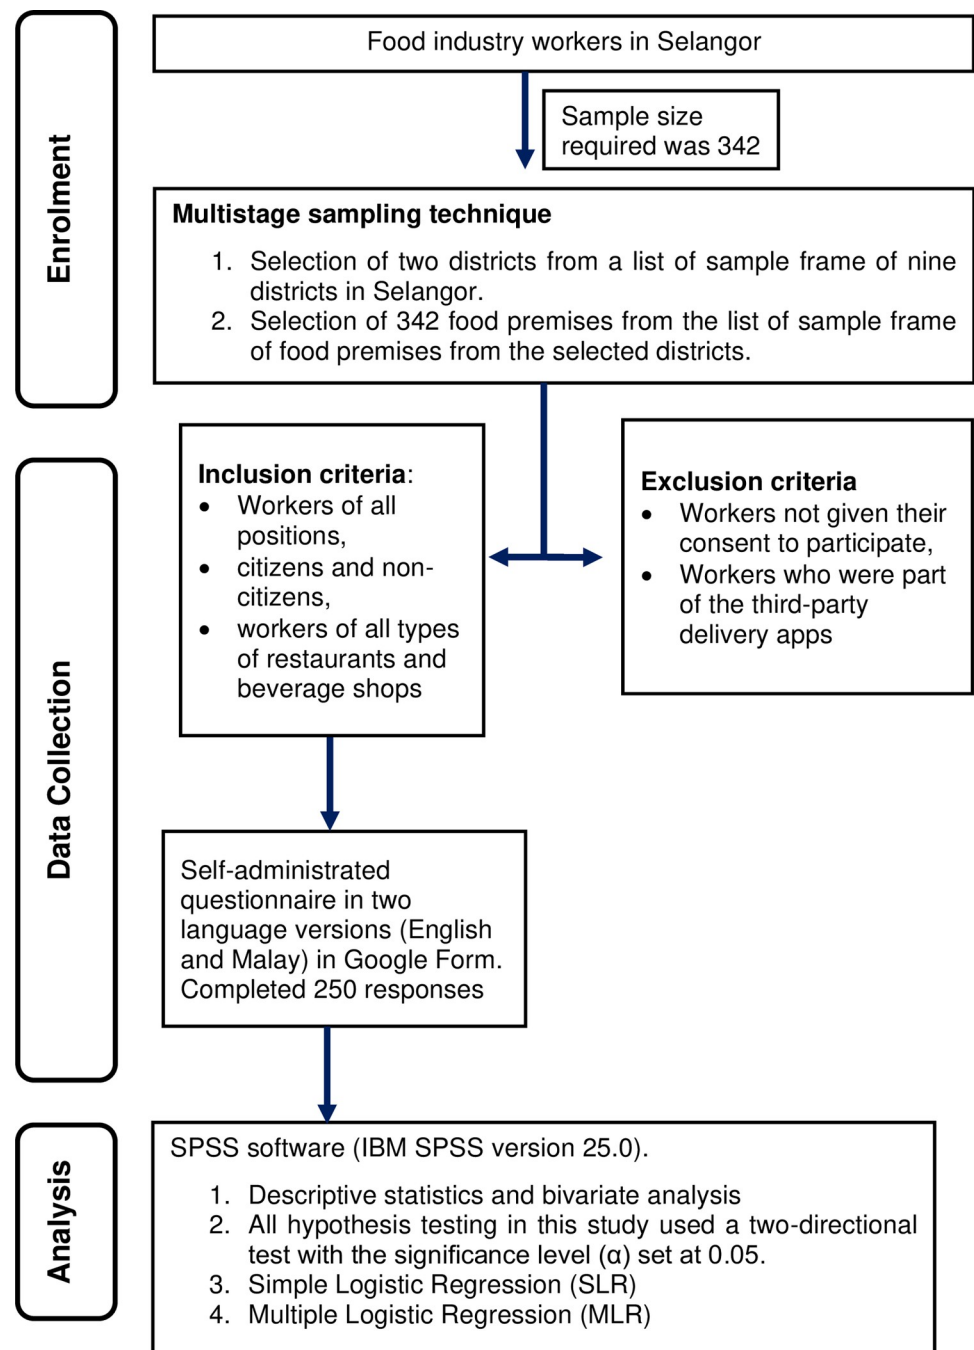 Enrolment
Food industry workers in Selangor
Sample size
required was 342
Multistage sampling technique
1. Selection of two districts from a list of sample frame of nine
districts in Selangor.
2. Selection of 342 food premises from the list of sample frame
of food premises from the selected districts.
Data Collection
Inclusion criteria:
• Workers of all
positions,
• citizens and non-
citizens,
• workers of all types
of restaurants and
beverage shops
Exclusion criteria
• Workers not given their
consent to participate,
• Workers who were part
of the third-party
delivery apps
Self-administrated
questionnaire in two
language versions (English
and Malay) in Google Form.
Completed 250 responses
Analysis
SPSS software (IBM SPSS version 25.0).
1. Descriptive statistics and bivariate analysis
2. All hypothesis testing in this study used a two-directional
test with the significance level (α) set at 0.05.
3. Simple Logistic Regression (SLR)
4. Multiple Logistic Regression (MLR)